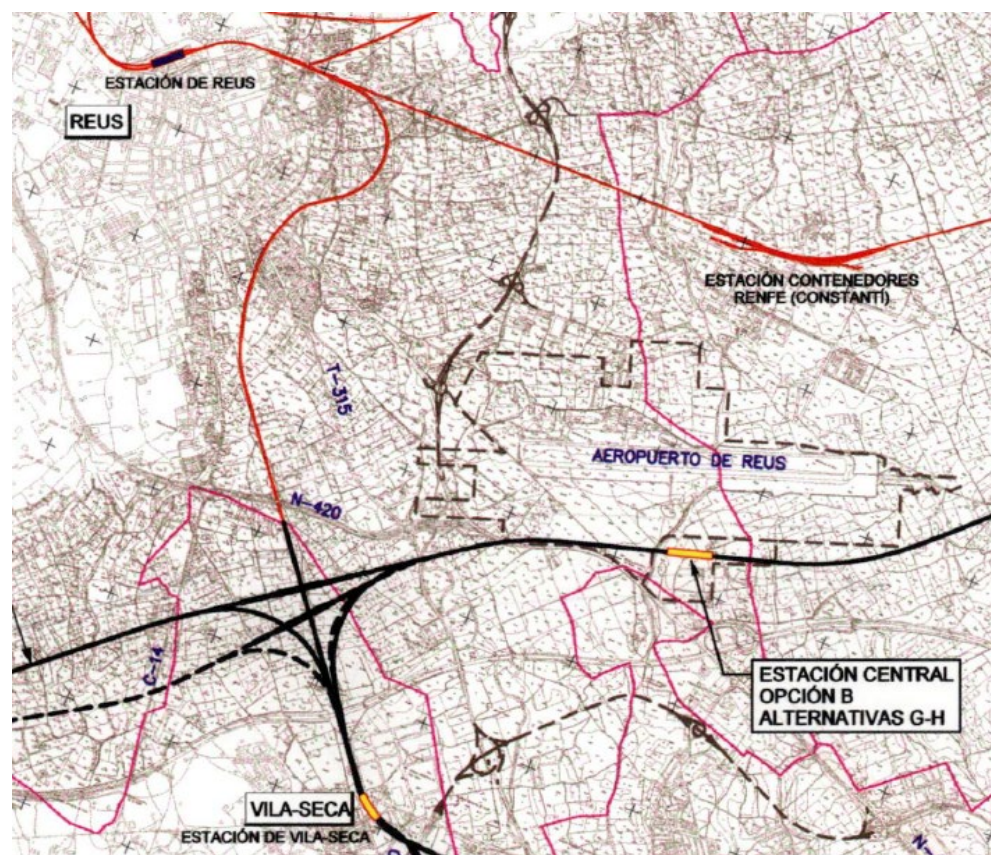 ESTACIÓN DE REUS
REUS
ESTACIÓN CONTENEDORES
RENFE (CONSTANTÍ)
T-315
AEROPUERTO DE REUS
N-420
C-14
ESTACIÓN CENTRAL
OPCIÓN B
ALTERNATIVAS G-H
VILA-SECA
ESTACIÓN DE VILA-SECA